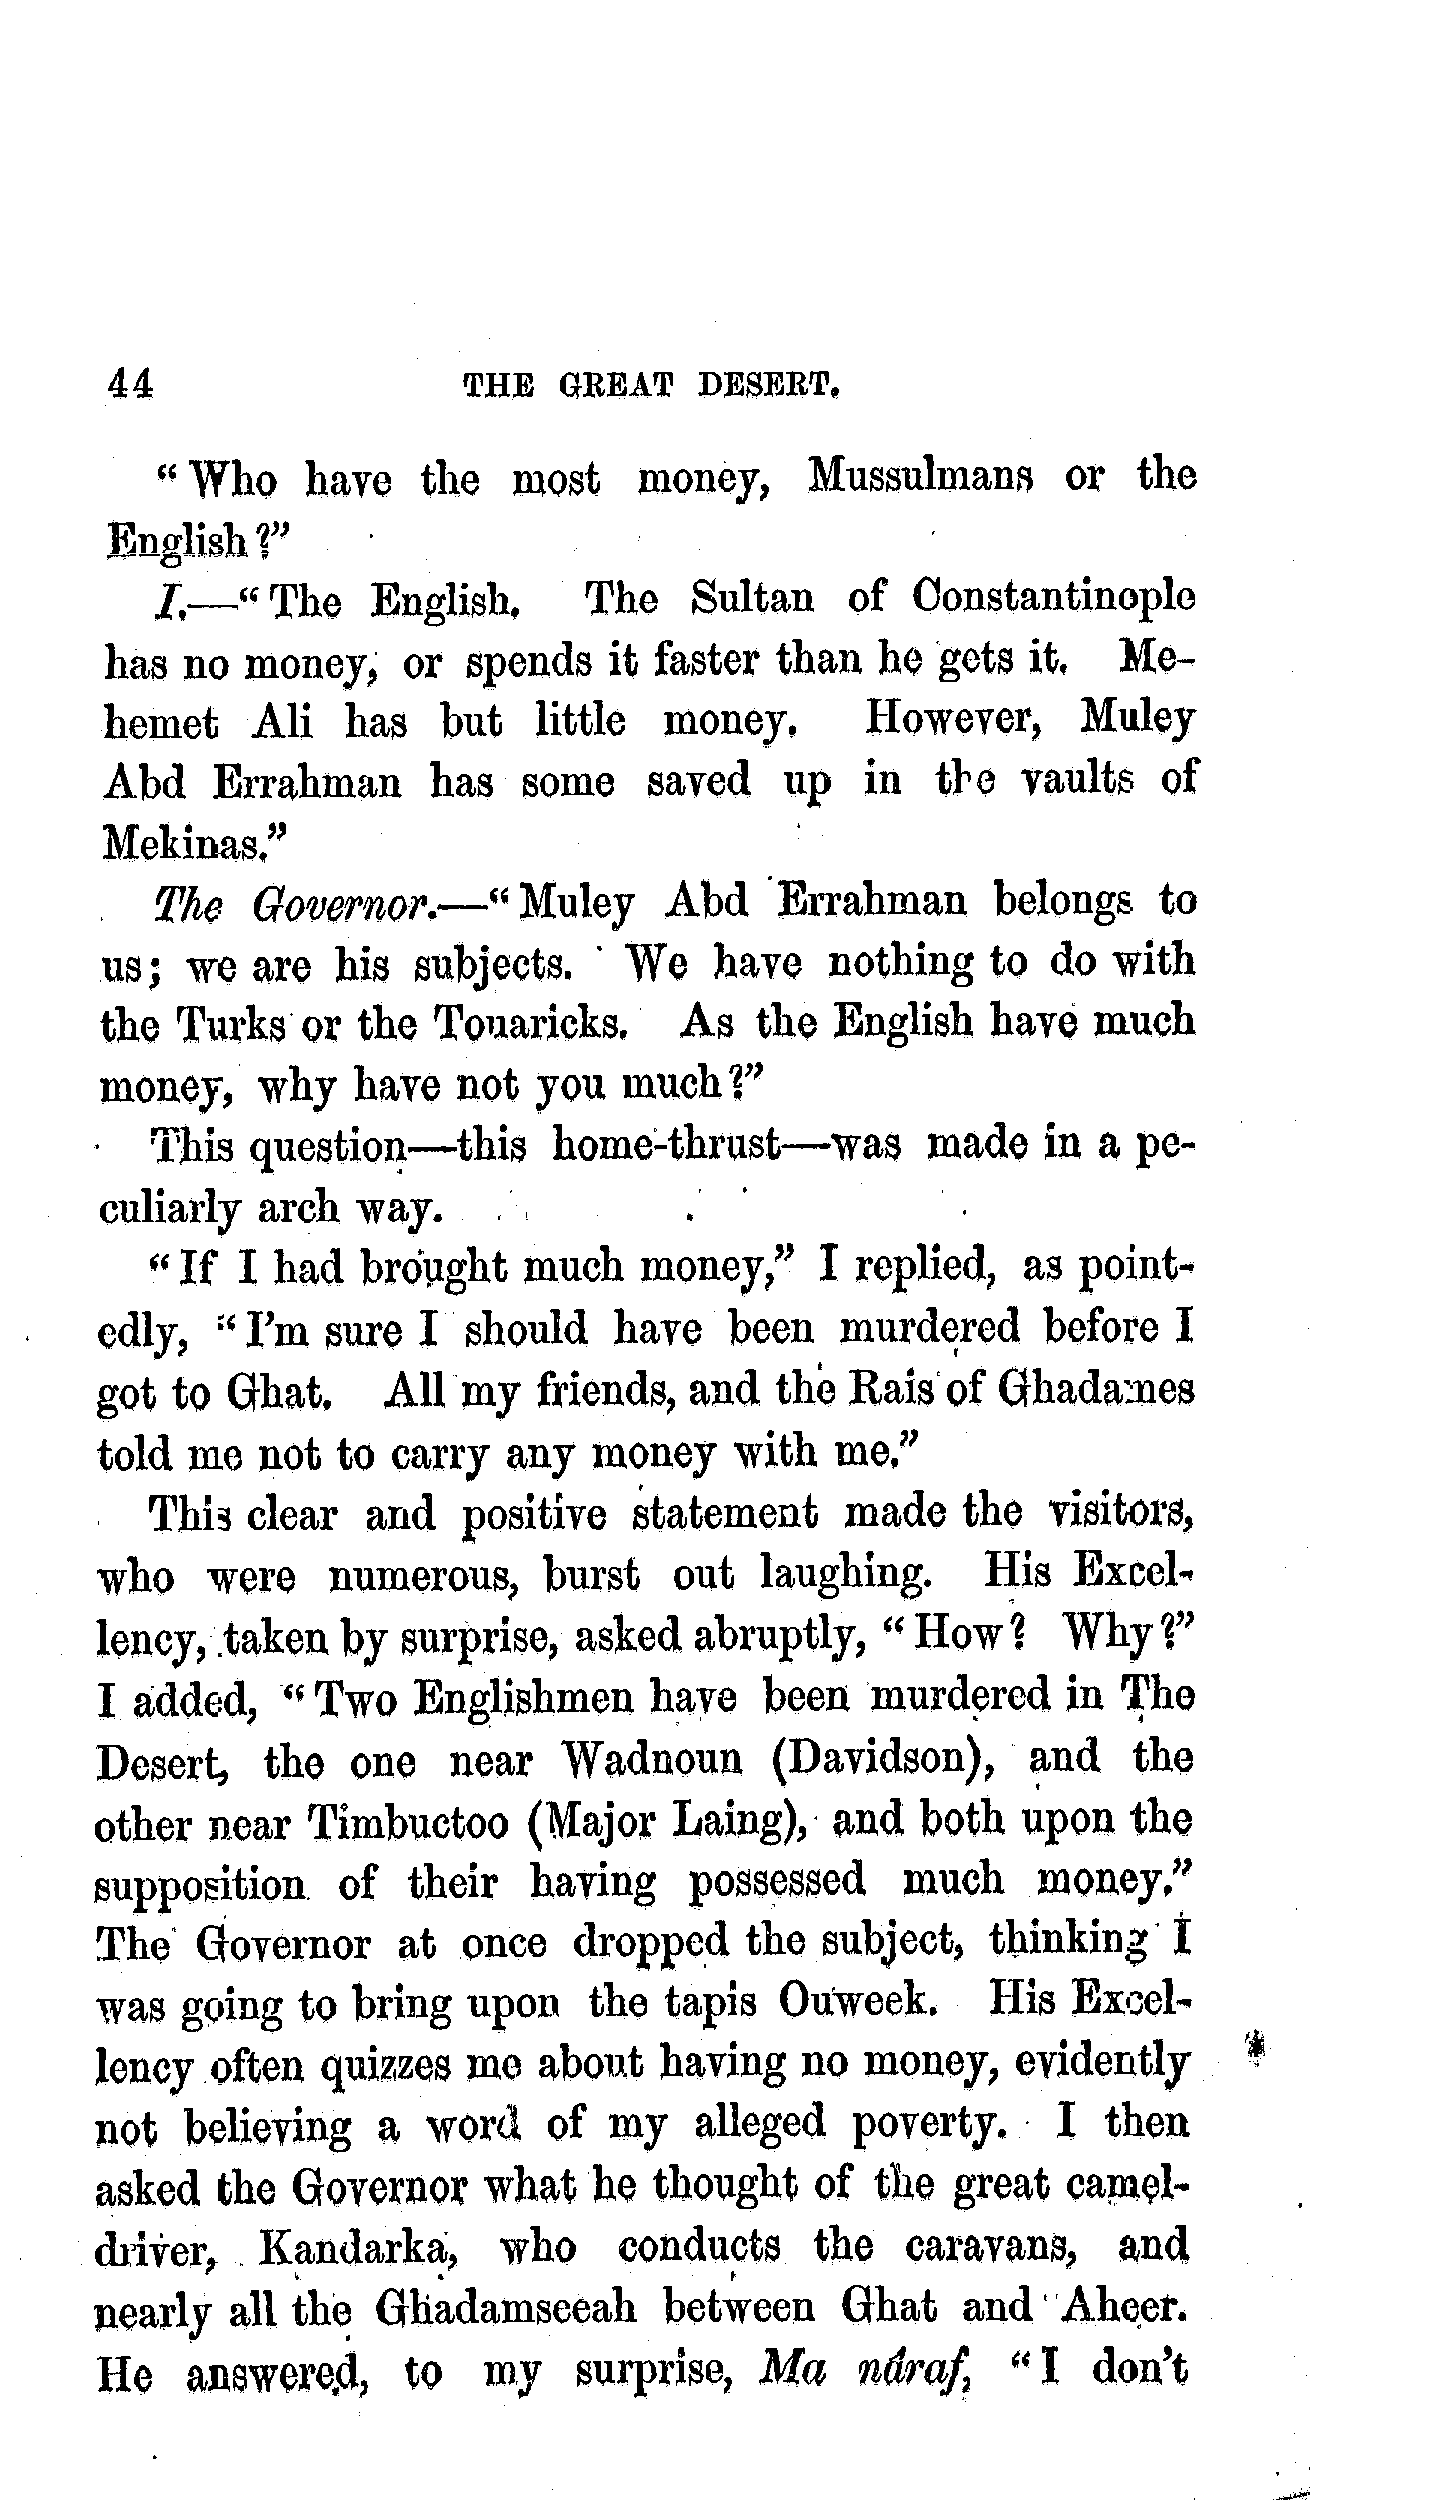 44 THE GREAT DESERT.
“Who have the most money, Mussulmans or the
English?”
I.—“The English. The Sultan of Constantinople
has no money, or spends it faster than he gets it. Me-
hemet Ali has but little money. However, Muley
Abd Errahman has some saved up in the vaults of
Mekinas.”
The Governor.—“Muley Abd Errahman belongs to
us; we are his subjects. We have nothing to do with
the Turks or the Touaricks. As the English have much
money, why have not you much?”
This question—this home-thrust—was made in a pe-
culiarly arch way.
“If I had brought much money,” I replied, as point-
edly, “I'm sure I should have been murdered before I
got to Ghat. All my friends, and the Rais of Ghadames
told me not to carry any money with me.”
This clear and positive statement made the visitors,
who were numerous, burst out laughing. His Excel-
lency, taken by surprise, asked abruptly, “How? Why?”
I added, “Two Englishmen have been murdered in The
Desert, the one near Wadnoun (Davidson), and the
other near Timbuctoo (Major Laing), and both upon the
supposition of their having possessed much money.”
The Governor at once dropped the subject, thinking I
was going to bring upon the tapis Ouweek. His Excel-
lency often quizzes me about having no money, evidently
not believing a word of my alleged poverty. I then
asked the Governor what he thought of the great camel-
driver, Kandarka, who conducts the caravans, and
nearly all the Ghadamseeah between Ghat and Aheer.
He answered, to my surprise, Ma nâraf, “I don't